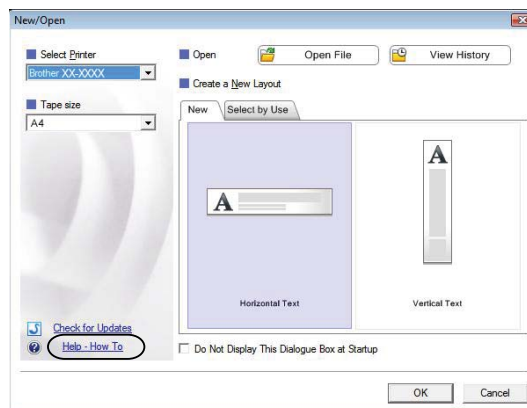 New/Open
Select Printer
Brother XX-XXXX
Tape size
A4
Check for Updates
Help - How To
Open
Open File
View History
Create a New Layout
New
Select by Use
A
Horizontal Text
A
Vertical Text
Do Not Display This Dialogue Box at Startup
OK
Cancel